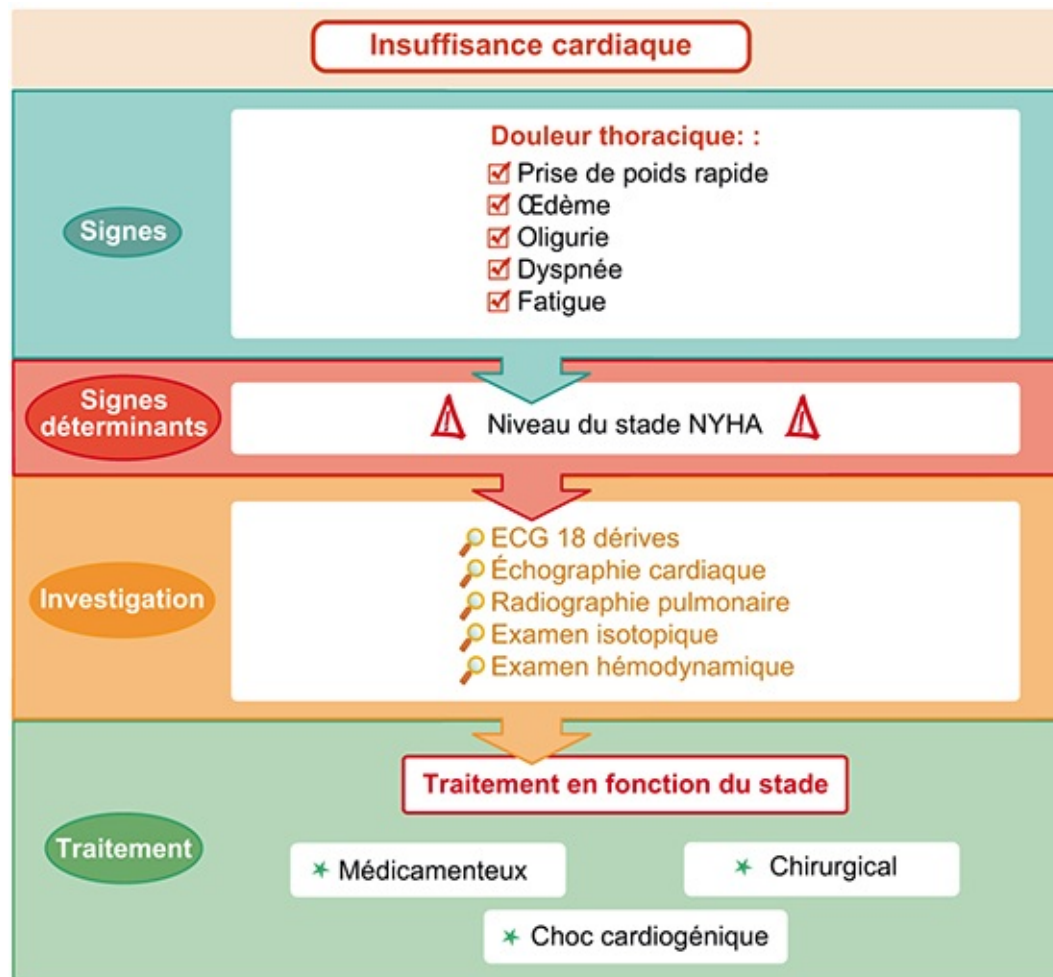 Insuffisance cardiaque
Signes
Douleur thoracique: :
Prise de poids rapide
Œdème
Oligurie
Dyspnée
Fatigue
Signes
déterminants
Niveau du stade NYHA
Investigation
ECG 18 dérives
Échographie cardiaque
Radiographie pulmonaire
Examen isotopique
Examen hémodynamique
Traitement
Traitement en fonction du stade
Médicamenteux
Chirurgical
Choc cardiogénique